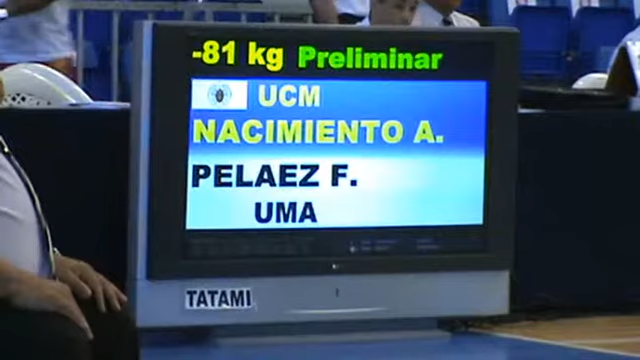 -81 kg Preliminar
UCM
NACIMIENTO A.
PELAEZ F.
UMA
TATAMI